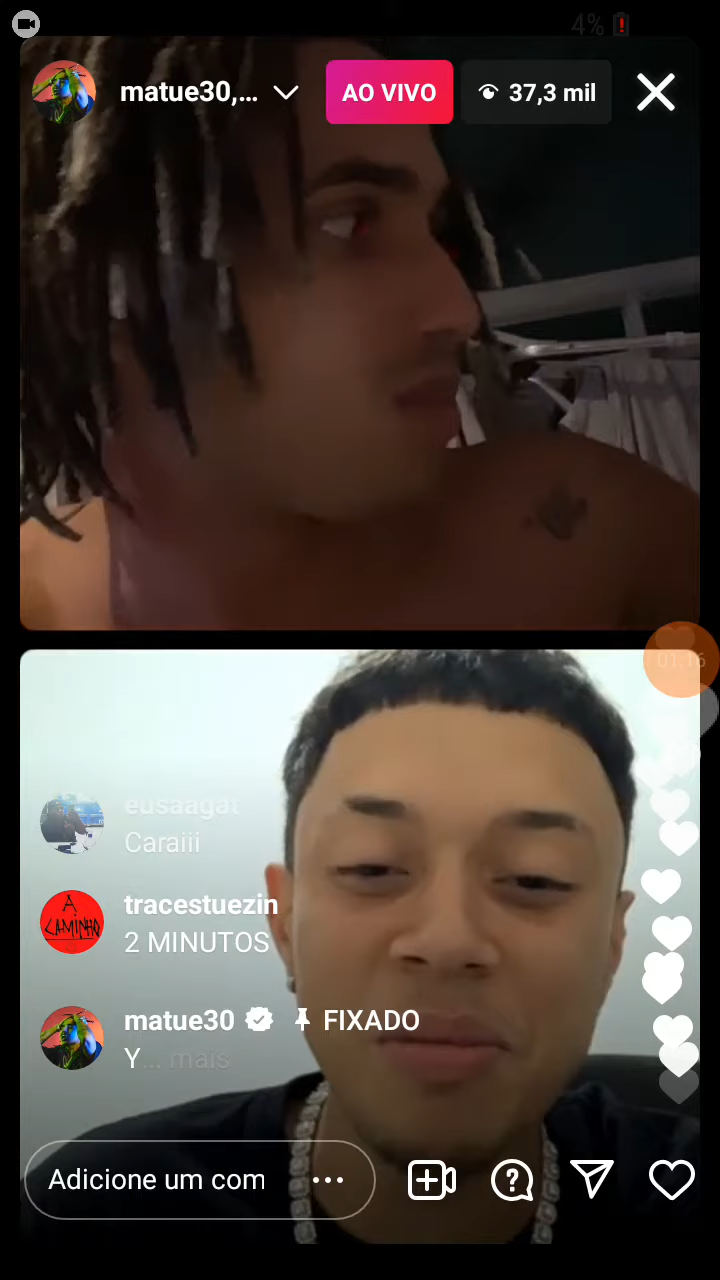 4%
matue30,...
AO VIVO
37,3 mil
01:16
eusaagat
Caraiii
A
CAMINHO
tracestuezin
2 MINUTOS
matue30 FIXADO
Y... mais
Adicione um com